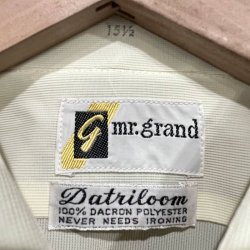 15½
G mr.grand
Datriloom
100% DACRON POLYESTER
NEVER NEEDS IRONING